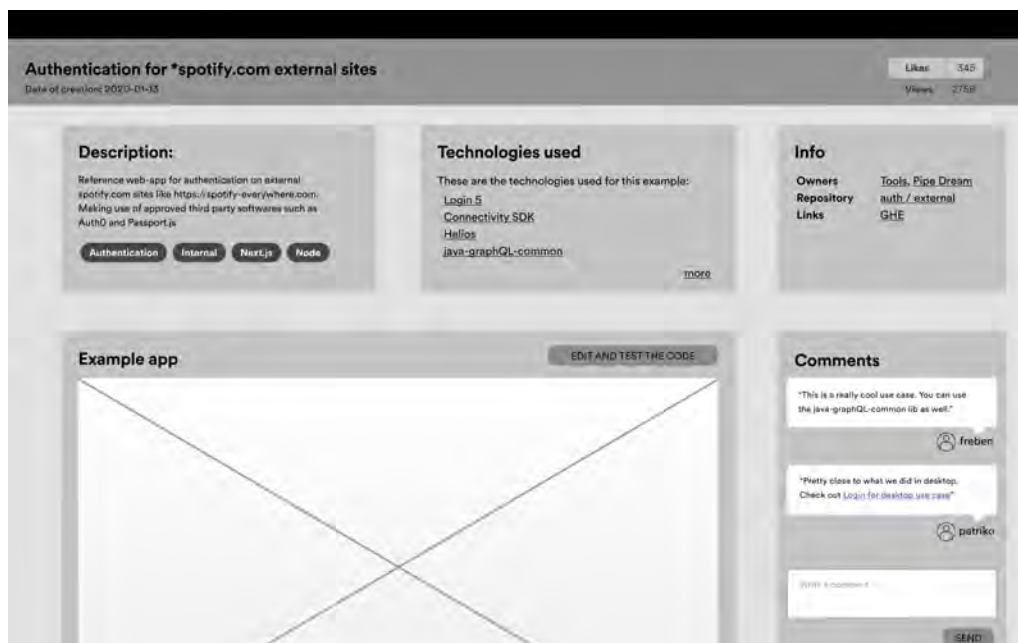 Authentication for *spotify.com external sites
Date of creation: 2020-01-13
Likes 345
Views 2758
Description:
Reference web-app for authentication on external
spotify.com sites like https://spotify-everywhere.com.
Making use of approved third party softwares such as
Auth0 and Passport.js
Authentication Internal Next.js Node
Technologies used
These are the technologies used for this example:
Login 5
Connectivity SDK
Helios
java-graphQL-common
more
Info
Owners Tools, Pipe Dream
Repository auth / external
Links GHE
Example app
EDIT AND TEST THE CODE
Comments
"This is a really cool use case. You can use
the java-graphQL-common lib as well."
freben
"Pretty close to what we did in desktop.
Check out Login for desktop use case"
patriko
Write a comment
SEND